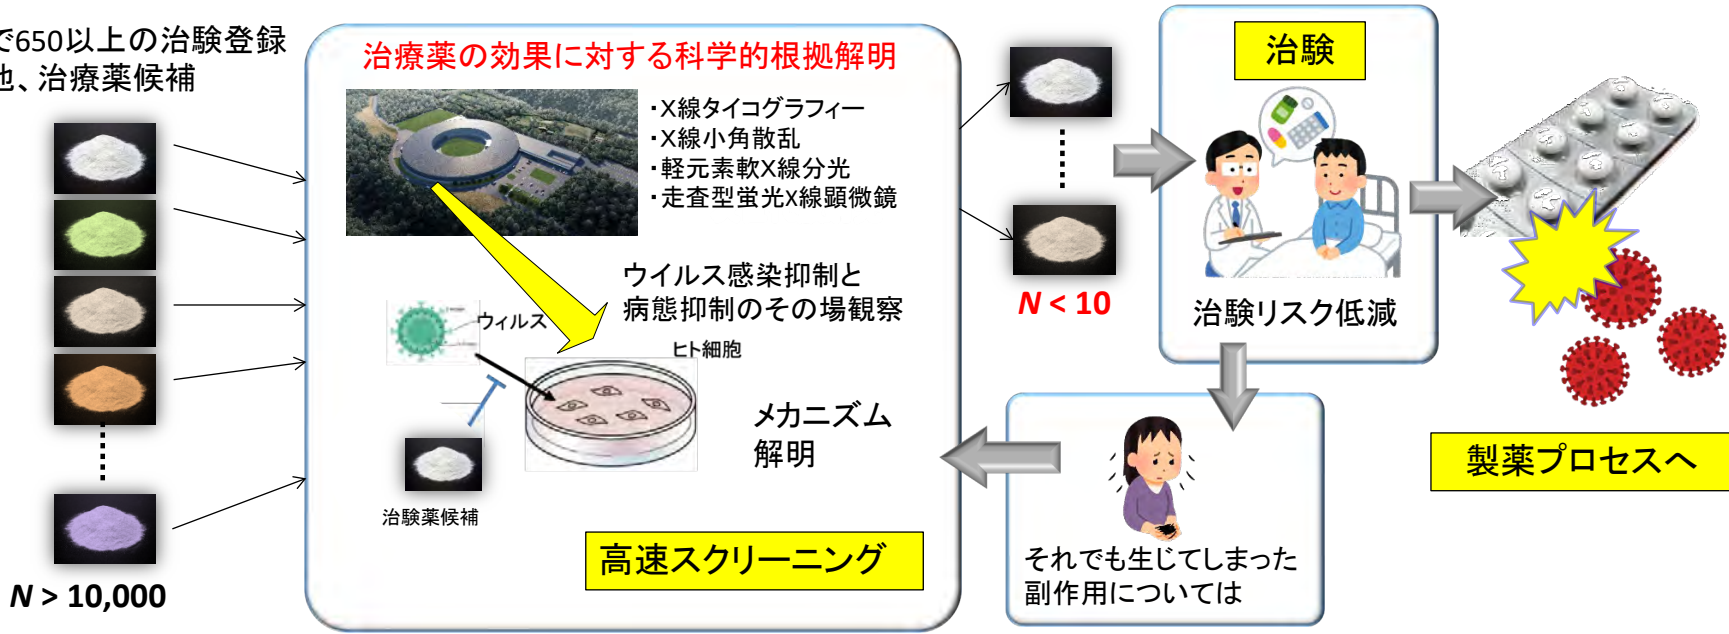 で650以上の治験登録
他、治療薬候補
N > 10,000
治療薬の効果に対する科学的根拠解明
・X線タイコグラフィー
・X線小角散乱
・軽元素軟X線分光
・走査型蛍光X線顕微鏡
ウイルス感染抑制と
病態抑制のその場観察
ウィルス
ヒト細胞
メカニズム
解明
治験薬候補
高速スクリーニング
N < 10
治験
治験リスク低減
それでも生じてしまった
副作用については
製薬プロセスへ